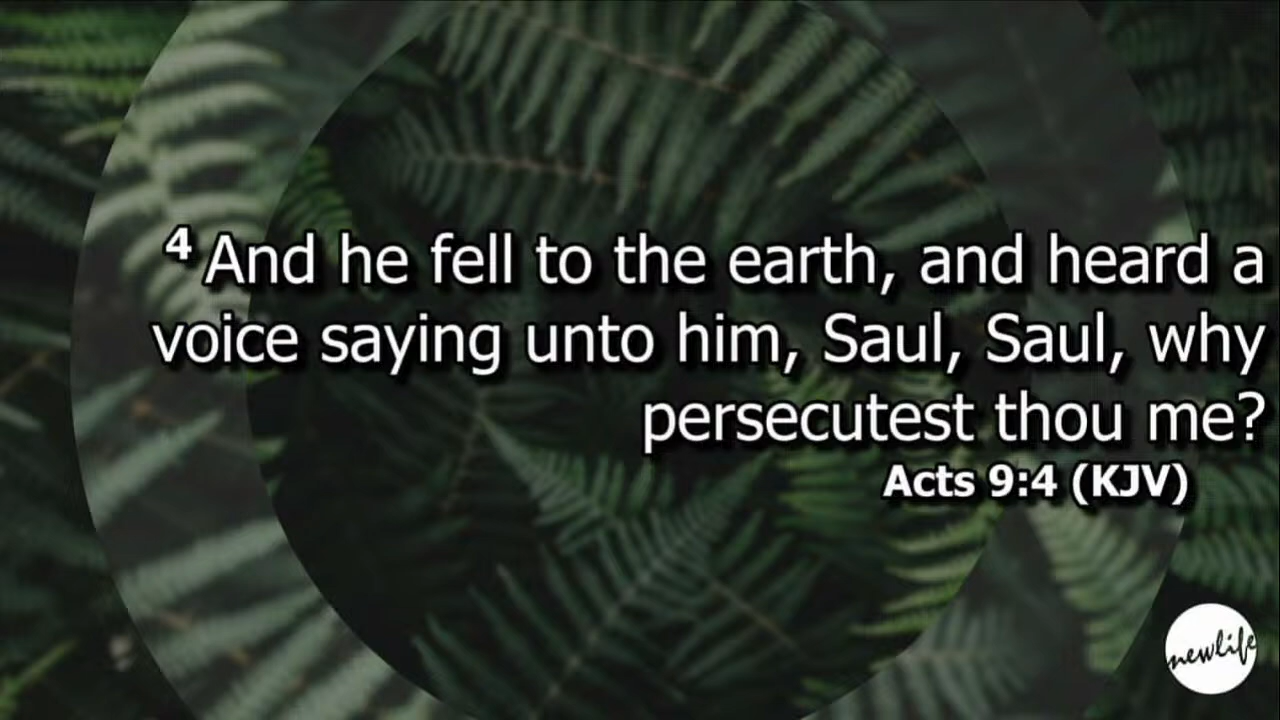 4 And he fell to the earth, and heard a
voice saying unto him, Saul, Saul, why
persecutest thou me?
Acts 9:4 (KJV)
newlife